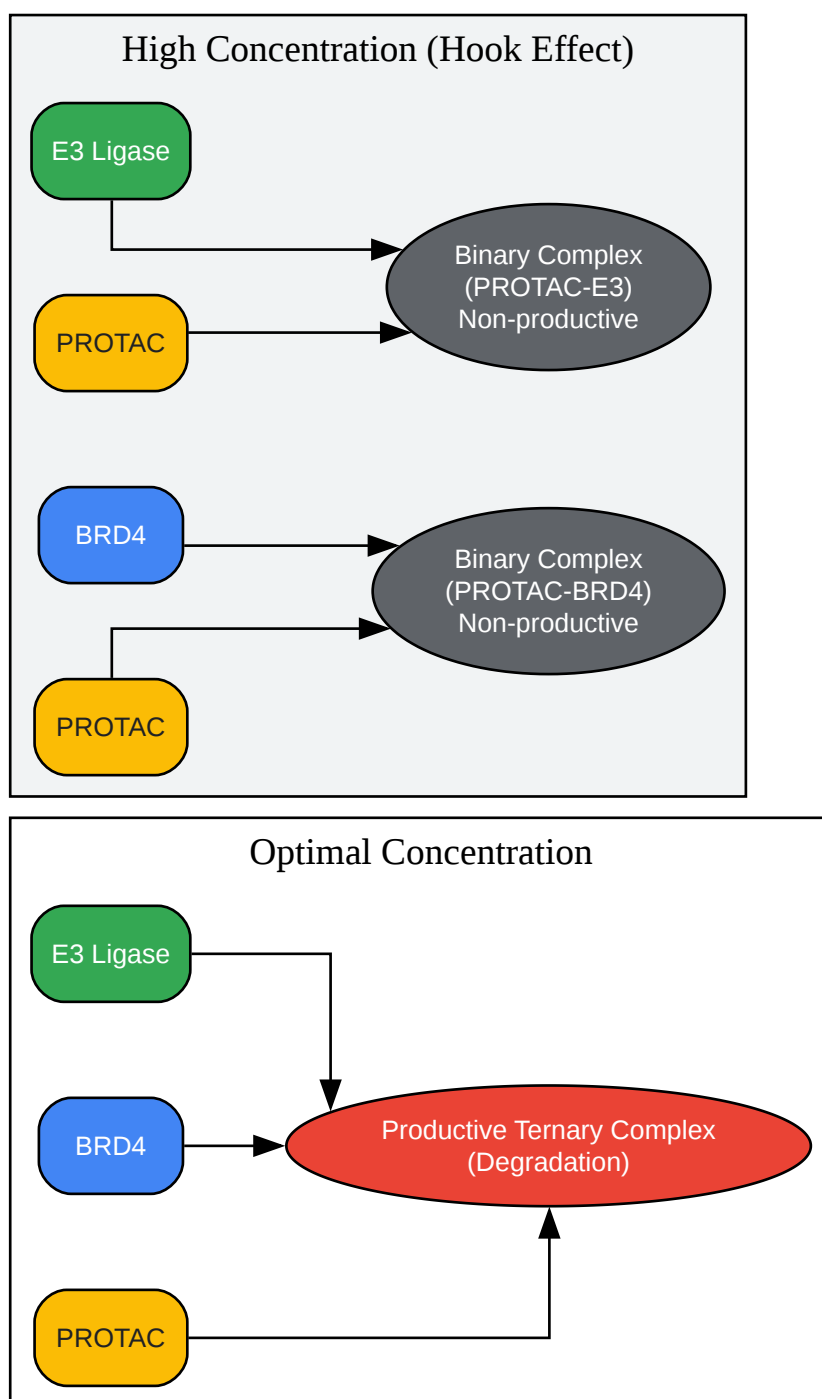 High Concentration (Hook Effect)
E3 Ligase
Binary Complex
(PROTAC-E3)
Non-productive
PROTAC
BRD4
Binary Complex
(PROTAC-BRD4)
Non-productive
PROTAC
Optimal Concentration
E3 Ligase
BRD4
Productive Ternary Complex
(Degradation)
PROTAC